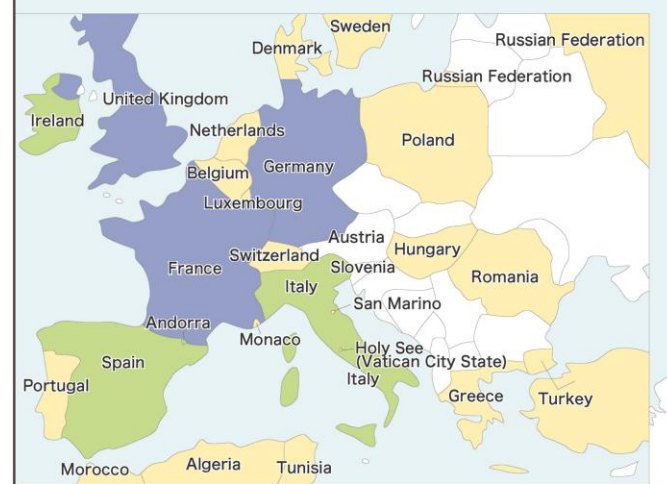 Sweden
Denmark
Russian Federation
Russian Federation
United Kingdom
Ireland
Netherlands
Poland
Belgium
Germany
Luxembourg
Austria
Hungary
Switzerland
Slovenia
France
Romania
Italy
San Marino
Andorra
Monaco
Holy See
(Vatican City State)
Spain
Italy
Portugal
Greece
Turkey
Morocco
Algeria
Tunisia